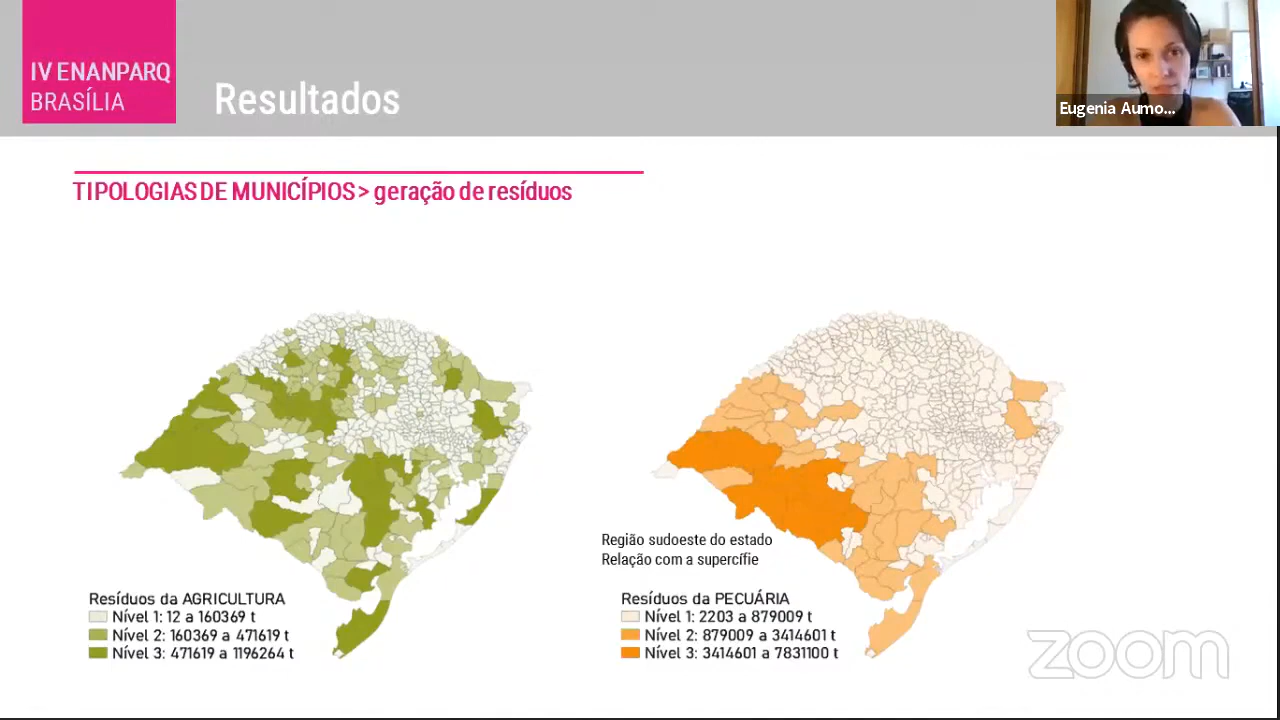 IV ENANPARQ
BRASÍLIA
Resultados
Eugenia Aumo...
TIPOLOGIAS DE MUNICÍPIOS > geração de resíduos
Região sudoeste do estado
Relação com a supercífie
Resíduos da AGRICULTURA
Nível 1: 12 a 160369 t
Nível 2: 160369 a 471619 t
Nível 3: 471619 a 1196264 t
Resíduos da PECUÁRIA
Nível 1: 2203 a 879009 t
Nível 2: 879009 a 3414601 t
Nível 3: 3414601 a 7831100 t
zoom